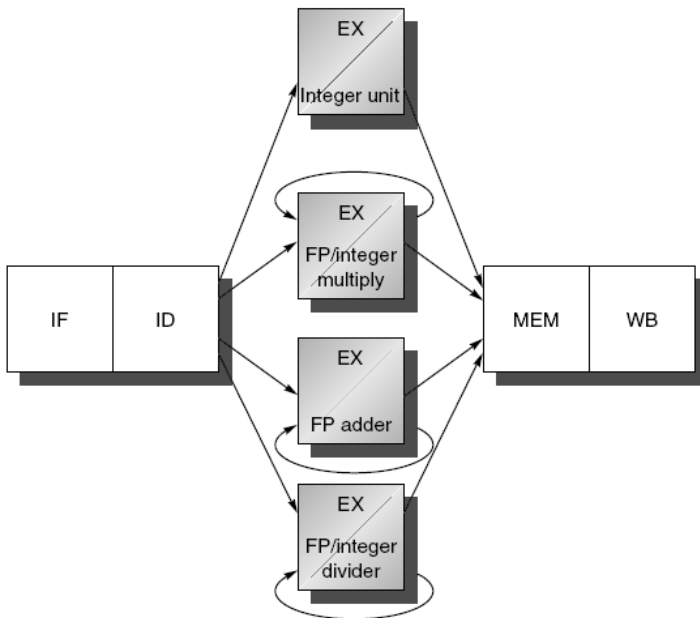 EX
Integer unit
EX
FP/integer
multiply
IF
ID
MEM
WB
EX
FP adder
EX
FP/integer
divider